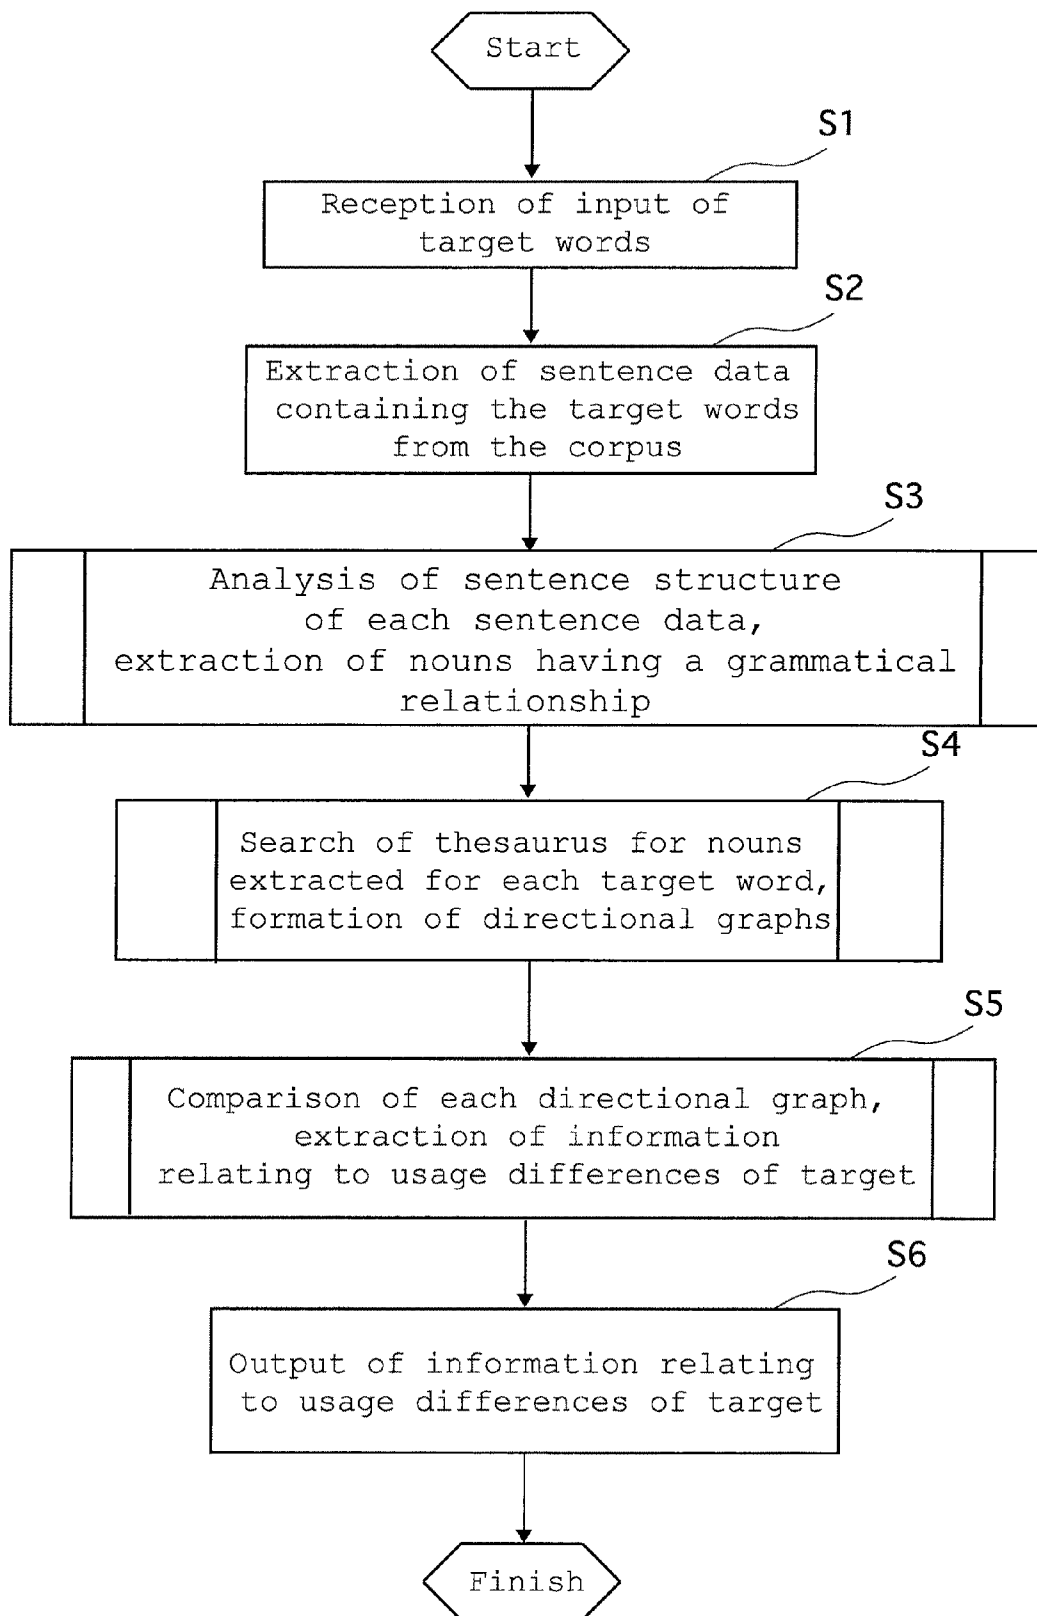 Start
S1
Reception of input of
target words
S2
Extraction of sentence data
containing the target words
from the corpus
S3
Analysis of sentence structure
of each sentence data,
extraction of nouns having a grammatical
relationship
S4
Search of thesaurus for nouns
extracted for each target word,
formation of directional graphs
S5
Comparison of each directional graph,
extraction of information
relating to usage differences of target
S6
Output of information relating
to usage differences of target
Finish